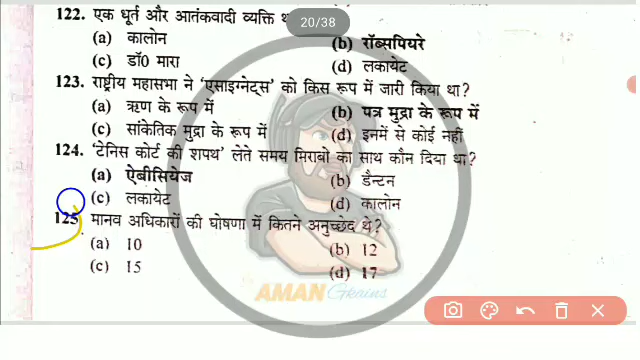 122. एक धूर्त और आतंकवादी व्यक्ति
20/38
(a) कालोन
(b) रॉब्सपियरे
(c) डॉ0 मारा
(d) लकायेट
123. राष्ट्रीय महासभा ने ‘एसाइग्नेट्स’ को किस रूप में जारी किया था?
(a) ऋण के रूप में
(b) पत्र मुद्रा के रूप में
(c) सांकेतिक मुद्रा के रूप में
(d) इनमें से कोई नहीं
124. ‘टेनिस कोर्ट की शपथ’ लेते समय मिराबो का साथ कौन दिया था?
(a) ऐबीसियेज
(b) डैन्टन
(c) लकायेट
(d) कालोन
125 मानव अधिकारों की घोषणा में कितने अनुच्छेद थे?
(a) 10
(b) 12
(c) 15
(d) 17
AMAN Grains